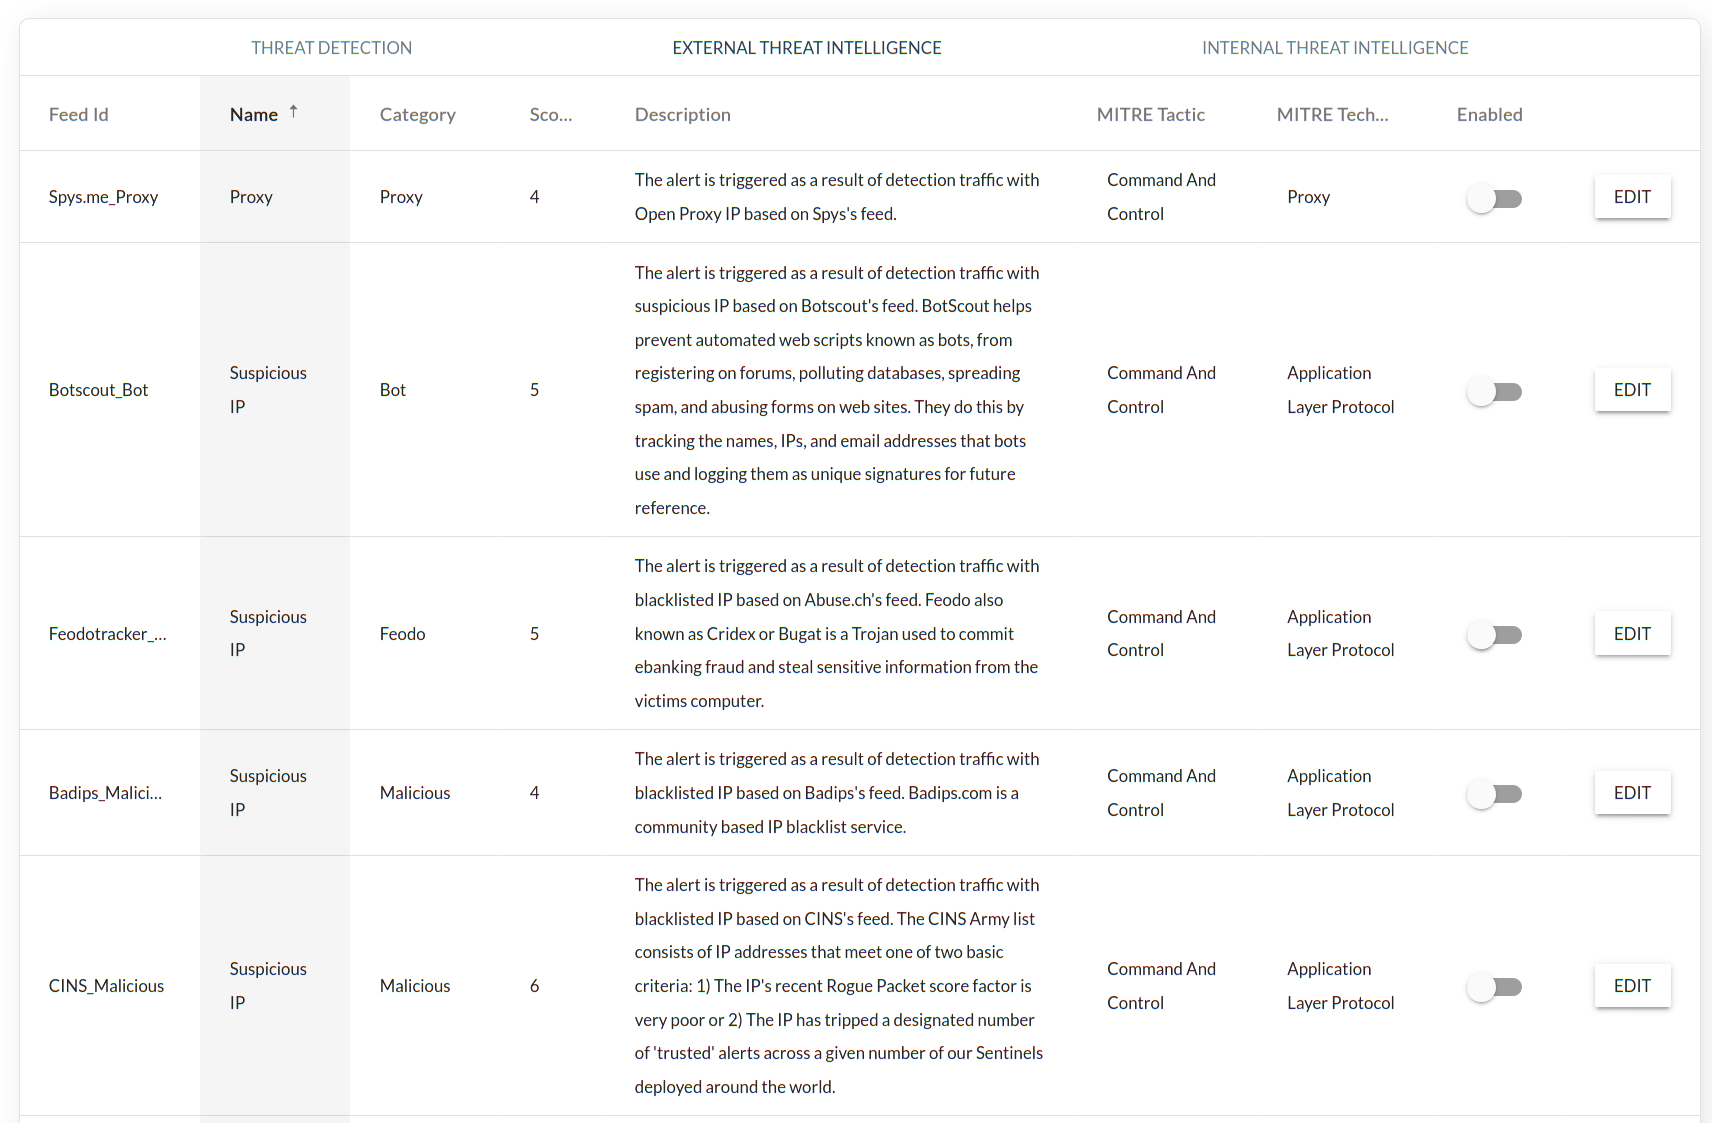 THREAT DETECTION
EXTERNAL THREAT INTELLIGENCE
INTERNAL THREAT INTELLIGENCE
Feed Id
Name ↑
Category
Sco...
Description
MITRE Tactic
MITRE Tech...
Enabled
Spys.me_Proxy
Proxy
Proxy
4
The alert is triggered as a result of detection traffic with
Open Proxy IP based on Spys's feed.
Command And
Control
Proxy
EDIT
Botscout_Bot
Suspicious
IP
Bot
5
The alert is triggered as a result of detection traffic with
suspicious IP based on Botscout's feed. BotScout helps
prevent automated web scripts known as bots, from
registering on forums, polluting databases, spreading
spam, and abusing forms on web sites. They do this by
tracking the names, IPs, and email addresses that bots
use and logging them as unique signatures for future
reference.
Command And
Control
Application
Layer Protocol
EDIT
Feodotracker_...
Suspicious
IP
Feodo
5
The alert is triggered as a result of detection traffic with
blacklisted IP based on Abuse.ch's feed. Feodo also
known as Cridex or Bugat is a Trojan used to commit
ebanking fraud and steal sensitive information from the
victims computer.
Command And
Control
Application
Layer Protocol
EDIT
Badips_Malici...
Suspicious
IP
Malicious
4
The alert is triggered as a result of detection traffic with
blacklisted IP based on Badips's feed. Badips.com is a
community based IP blacklist service.
Command And
Control
Application
Layer Protocol
EDIT
CINS_Malicious
Suspicious
IP
Malicious
6
The alert is triggered as a result of detection traffic with
blacklisted IP based on CINS's feed. The CINS Army list
consists of IP addresses that meet one of two basic
criteria: 1) The IP's recent Rogue Packet score factor is
very poor or 2) The IP has tripped a designated number
of 'trusted' alerts across a given number of our Sentinels
deployed around the world.
Command And
Control
Application
Layer Protocol
EDIT